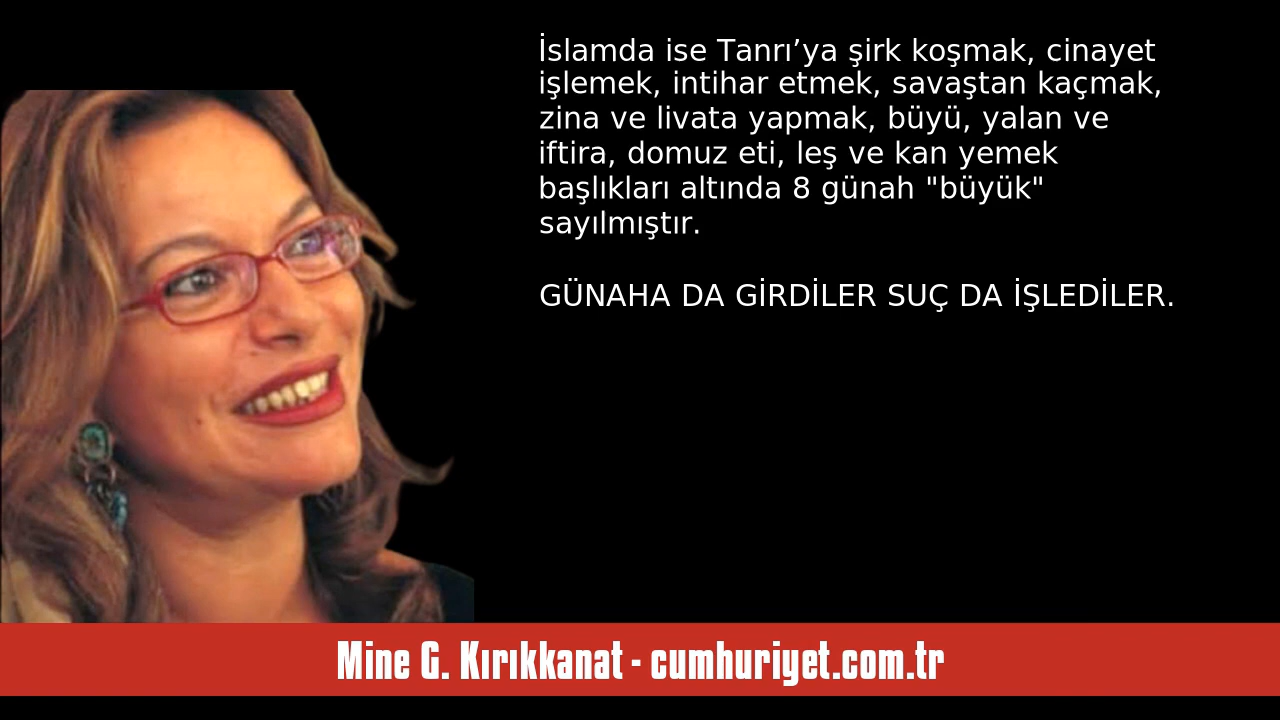 İslamda ise Tanrı’ya şirk koşmak, cinayet
işlemek, intihar etmek, savaştan kaçmak,
zina ve livata yapmak, büyü, yalan ve
iftira, domuz eti, leş ve kan yemek
başlıkları altında 8 günah "büyük"
sayılmıştır.
GÜNAHA DA GİRDİLER SUÇ DA İŞLEDİLER.
Mine G. Kırıkkanat - cumhuriyet.com.tr